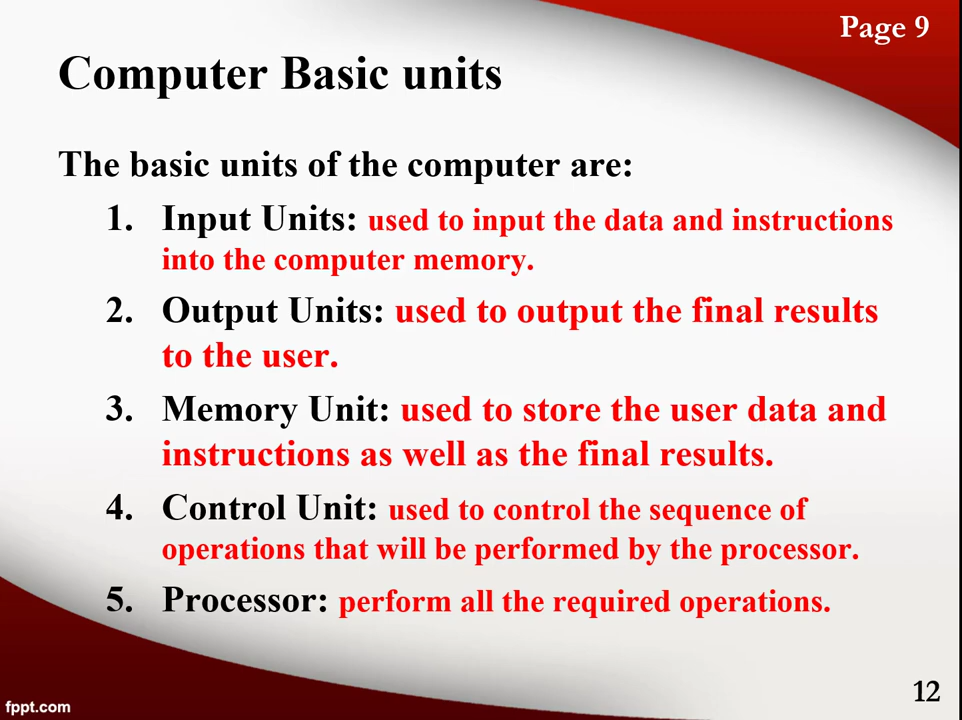 Page 9
Computer Basic units
The basic units of the computer are:
1. Input Units: used to input the data and instructions
into the computer memory.
2. Output Units: used to output the final results
to the user.
3. Memory Unit: used to store the user data and
instructions as well as the final results.
4. Control Unit: used to control the sequence of
operations that will be performed by the processor.
5. Processor: perform all the required operations.
12
fppt.com